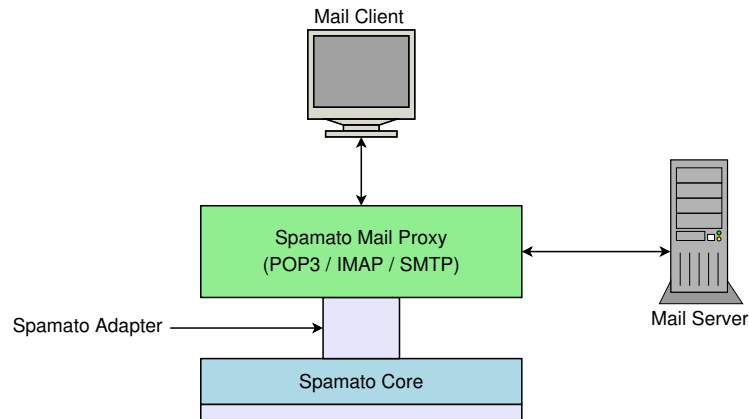 Mail Client
Spamato Mail Proxy
(POP3 / IMAP / SMTP)
Mail Server
Spamato Adapter
Spamato Core